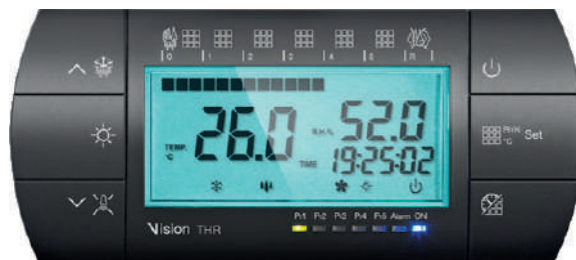 0 1 2 3 4 5 R
26.0
R.H.% 52.0
TEMP. °C
TIME 19:25:02
R.H.% °C Set
Vision THR
Pr1 Pr2 Pr3 Pr4 Pr5 Alarm ON